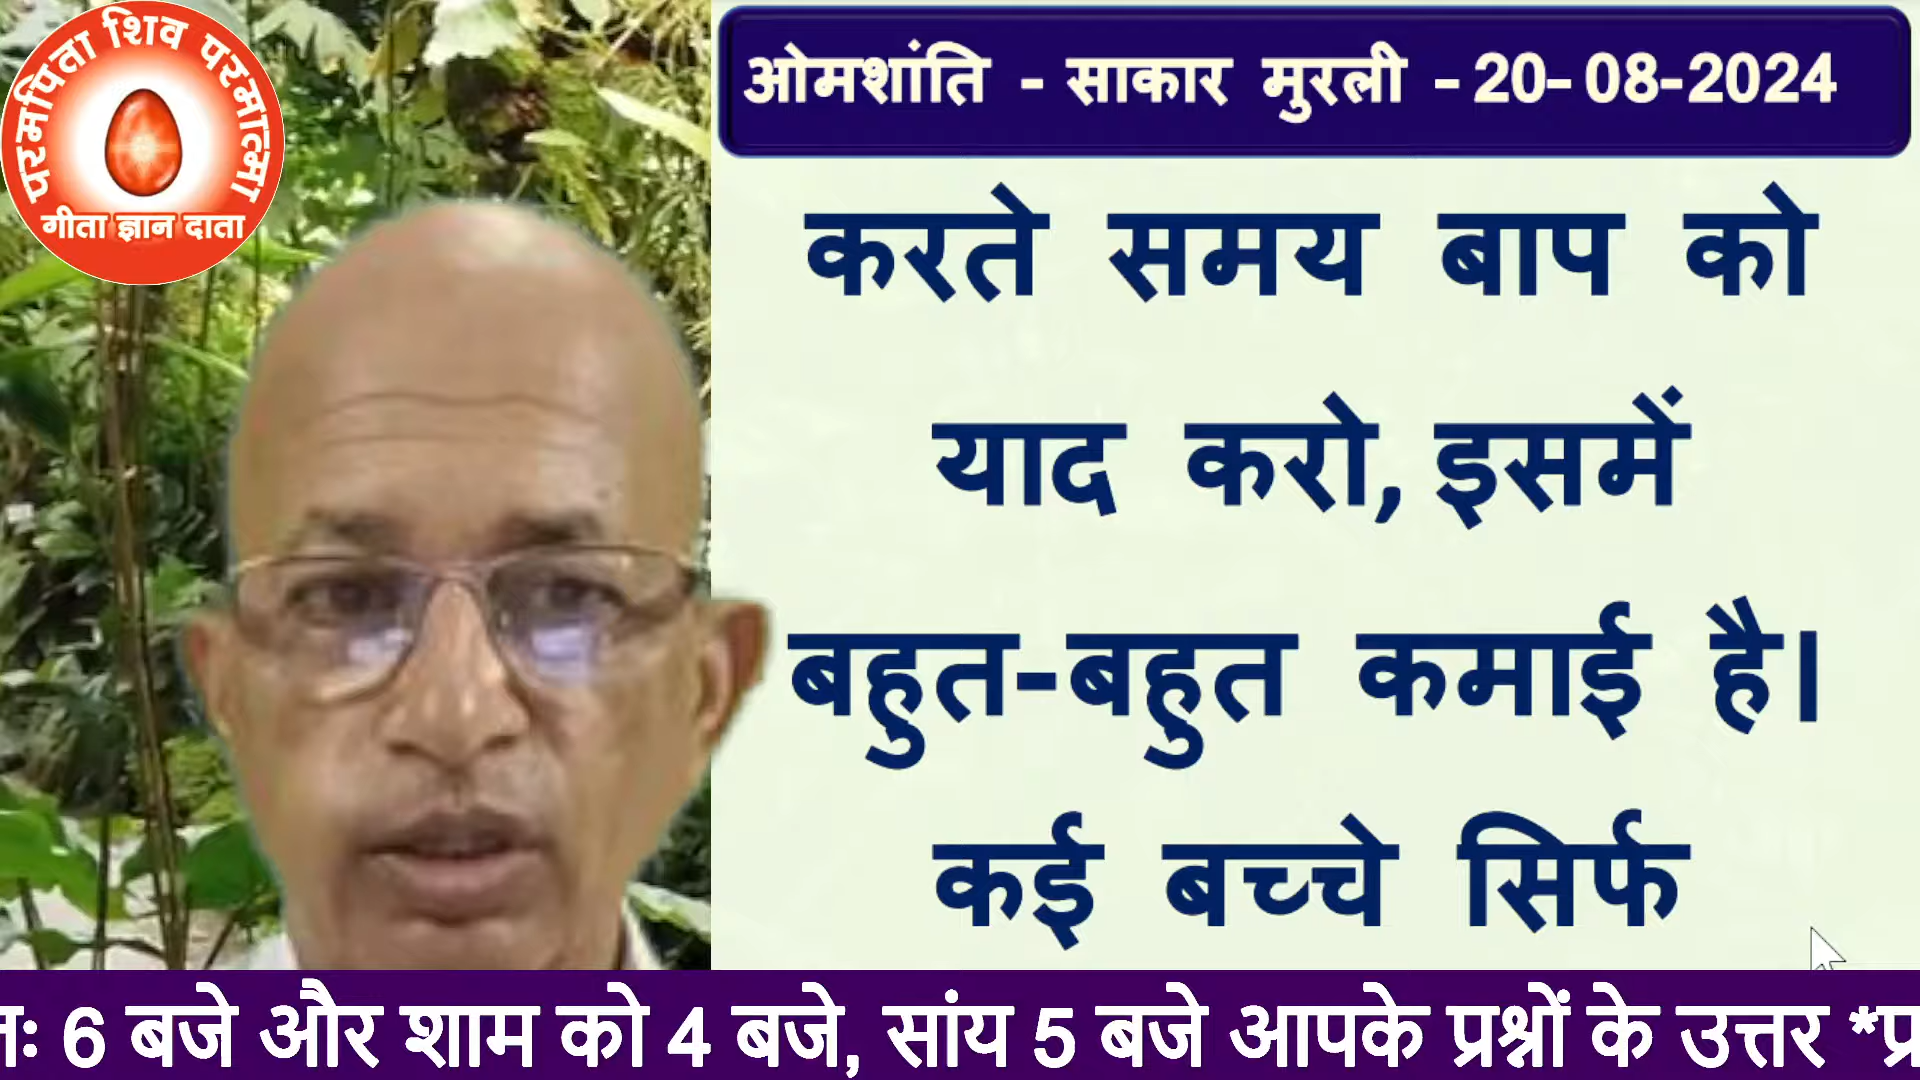 परमपिता शिव परमात्मा
गीता ज्ञान दाता
ओमशांति - साकार मुरली - 20-08-2024
करते समय बाप को
याद करो, इसमें
बहुत-बहुत कमाई है।
कई बच्चे सिर्फ
6 बजे और शाम को 4 बजे, सांय 5 बजे आपके प्रश्नों के उत्तर